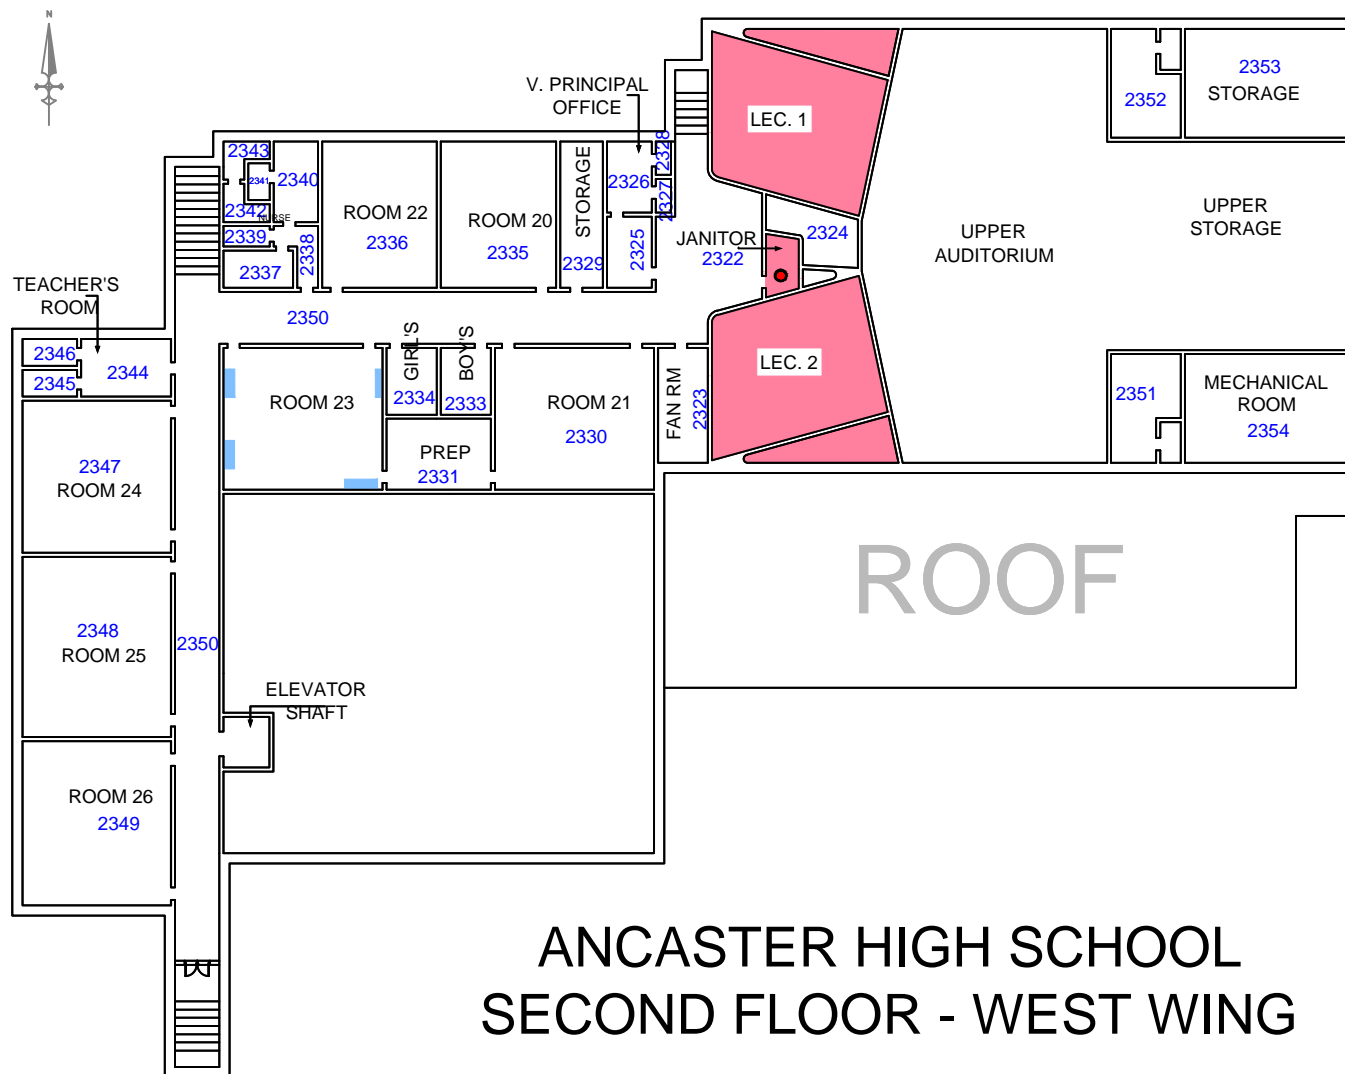 N
V. PRINCIPAL
OFFICE
LEC. 1
2353
STORAGE
2352
2343
2341
2340
2342
NURSE
2339
2337
2338
ROOM 22
2336
ROOM 20
2335
STORAGE
2329
2326
2328
2327
2325
JANITOR
2322
2324
UPPER
AUDITORIUM
UPPER
STORAGE
TEACHER'S
ROOM
2350
2346
2345
2344
ROOM 23
GIRL'S
2334
BOY'S
2333
PREP
2331
ROOM 21
2330
FAN RM
2323
LEC. 2
2351
MECHANICAL
ROOM
2354
2347
ROOM 24
ROOF
2348
ROOM 25
2350
ELEVATOR
SHAFT
ROOM 26
2349
ANCASTER HIGH SCHOOL
SECOND FLOOR - WEST WING